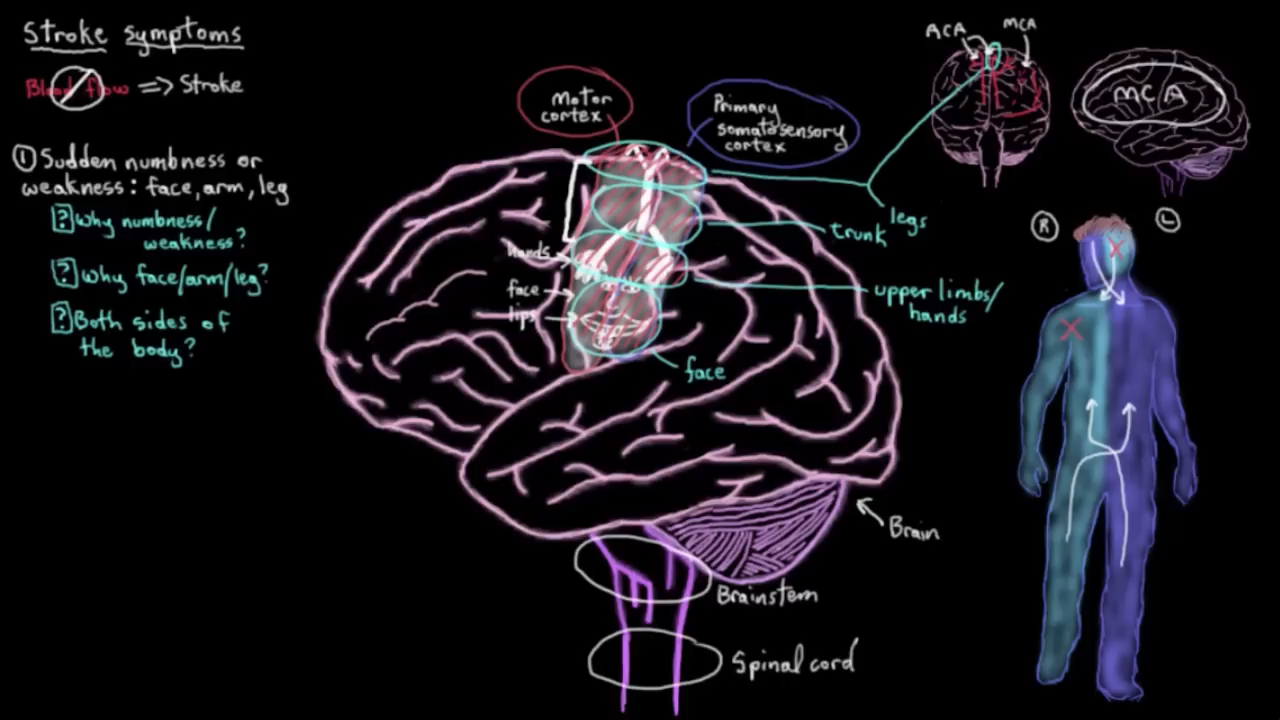 Stroke symptoms
Blood flow => Stroke
① Sudden numbness or
weakness: face, arm, leg
? Why numbness/
weakness?
? Why face/arm/leg?
? Both sides of
the body?
Motor
cortex
Primary
somatosensory
cortex
hands
face
lips
legs
trunk
upper limbs/
hands
face
Brain
Brainstem
Spinal cord
ACA
MCA
MCA
R
L